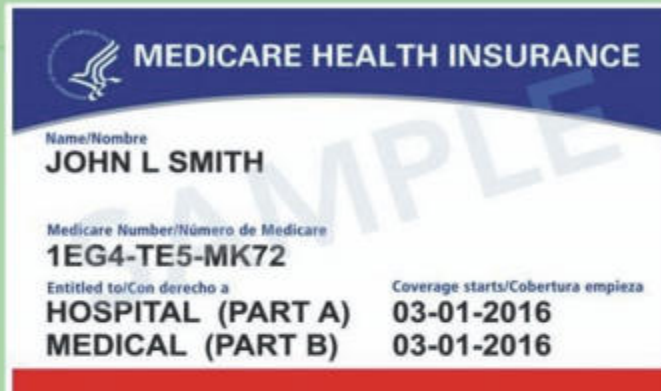 MEDICARE HEALTH INSURANCE
Name/Nombre
JOHN L SMITH
Medicare Number/Número de Medicare
1EG4-TE5-MK72
Entitled to/Con derecho a Coverage starts/Cobertura empieza
HOSPITAL (PART A) 03-01-2016
MEDICAL (PART B) 03-01-2016
SAMPLE